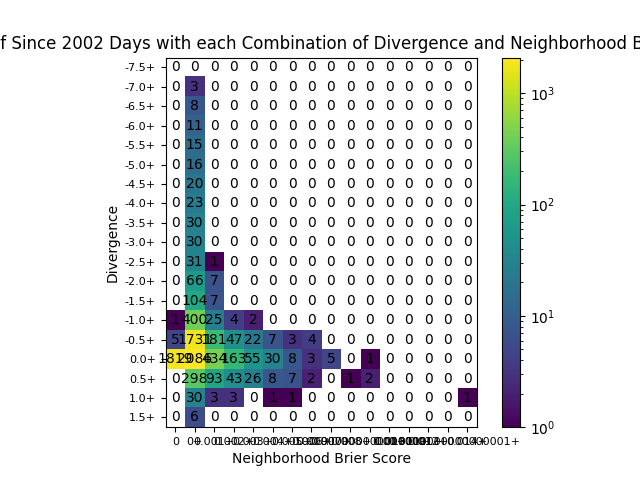 f Since 2002 Days with each Combination of Divergence and Neighborhood B
-7.5+ 0 0 0 0 0 0 0 0 0 0 0 0 0 0 0 0
-7.0+ 0 3 0 0 0 0 0 0 0 0 0 0 0 0 0 0
-6.5+ 0 8 0 0 0 0 0 0 0 0 0 0 0 0 0 0
-6.0+ 0 11 0 0 0 0 0 0 0 0 0 0 0 0 0 0
-5.5+ 0 15 0 0 0 0 0 0 0 0 0 0 0 0 0 0
-5.0+ 0 16 0 0 0 0 0 0 0 0 0 0 0 0 0 0
-4.5+ 0 20 0 0 0 0 0 0 0 0 0 0 0 0 0 0
-4.0+ 0 23 0 0 0 0 0 0 0 0 0 0 0 0 0 0
-3.5+ 0 30 0 0 0 0 0 0 0 0 0 0 0 0 0 0
-3.0+ 0 30 0 0 0 0 0 0 0 0 0 0 0 0 0 0
-2.5+ 0 31 1 0 0 0 0 0 0 0 0 0 0 0 0 0
-2.0+ 0 66 7 0 0 0 0 0 0 0 0 0 0 0 0 0
-1.5+ 0 104 7 0 0 0 0 0 0 0 0 0 0 0 0 0
-1.0+ 1 400 25 4 2 0 0 0 0 0 0 0 0 0 0 0
-0.5+ 5 1731 181 47 22 7 3 4 0 0 0 0 0 0 0 0
0.0+ 163 55 30 8 3 5 0 1 0 0 0 0 0
0.5+ 0 298 93 43 26 8 7 2 0 1 2 0 0 0 0 0
1.0+ 0 30 3 3 0 1 1 0 0 0 0 0 0 0 0 1
1.5+ 0 6 0 0 0 0 0 0 0 0 0 0 0 0 0 0
0
Neighborhood Brier Score
Divergence
10^3
10^2
10^1
10^0